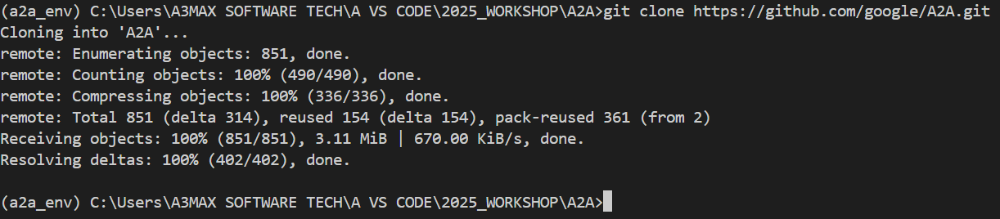 (a2a_env) C:\Users\A3MAX SOFTWARE TECH\A VS CODE\2025_WORKSHOP\A2A>git clone https://github.com/google/A2A.git
Cloning into 'A2A'...
remote: Enumerating objects: 851, done.
remote: Counting objects: 100% (490/490), done.
remote: Compressing objects: 100% (336/336), done.
remote: Total 851 (delta 314), reused 154 (delta 154), pack-reused 361 (from 2)
Receiving objects: 100% (851/851), 3.11 MiB | 670.00 KiB/s, done.
Resolving deltas: 100% (402/402), done.
(a2a_env) C:\Users\A3MAX SOFTWARE TECH\A VS CODE\2025_WORKSHOP\A2A>